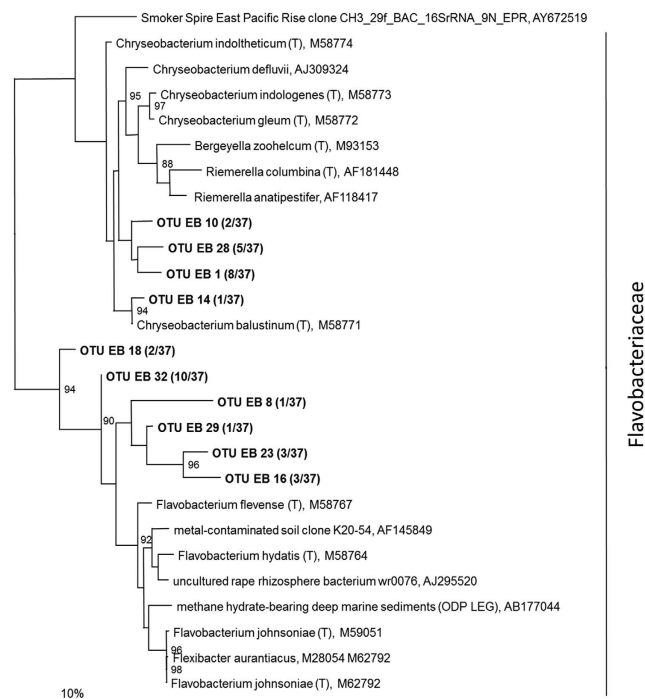 Smoker Spire East Pacific Rise clone CH3_29f_BAC_16SrRNA_9N_EPR, AY672519
Chryseobacterium indoltheticum (T), M58774
Chryseobacterium defluvii, AJ309324
95
Chryseobacterium indologenes (T), M58773
97
Chryseobacterium gleum (T), M58772
Bergeyella zoohelcum (T), M93153
88
Riemerella columbina (T), AF181448
Riemerella anatipestifer, AF118417
OTU EB 10 (2/37)
OTU EB 28 (5/37)
OTU EB 1 (8/37)
OTU EB 14 (1/37)
94
Chryseobacterium balustinum (T), M58771
OTU EB 18 (2/37)
94
OTU EB 32 (10/37)
90
OTU EB 8 (1/37)
OTU EB 29 (1/37)
OTU EB 23 (3/37)
96
OTU EB 16 (3/37)
Flavobacterium flevense (T), M58767
metal-contaminated soil clone K20-54, AF145849
92
Flavobacterium hydatis (T), M58764
uncultured rape rhizosphere bacterium wr0076, AJ295520
methane hydrate-bearing deep marine sediments (ODP LEG), AB177044
Flavobacterium johnsoniae (T), M59051
96
Flexibacter aurantiacus, M28054 M62792
98
Flavobacterium johnsoniae (T), M62792
10%
Flavobacteriaceae